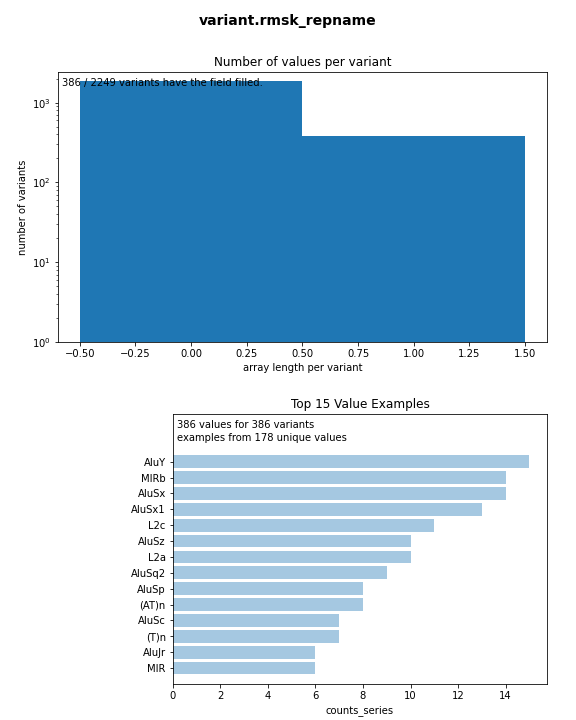 variant.rmsk_repname
Number of values per variant
386 / 2249 variants have the field filled.
10³
10²
10¹
10⁰
number of variants
−0.50 −0.25 0.00 0.25 0.50 0.75 1.00 1.25 1.50
array length per variant
Top 15 Value Examples
386 values for 386 variants
examples from 178 unique values
AluY
MIRb
AluSx
AluSx1
L2c
AluSz
L2a
AluSq2
AluSp
(AT)n
AluSc
(T)n
AluJr
MIR
0 2 4 6 8 10 12 14
counts_series